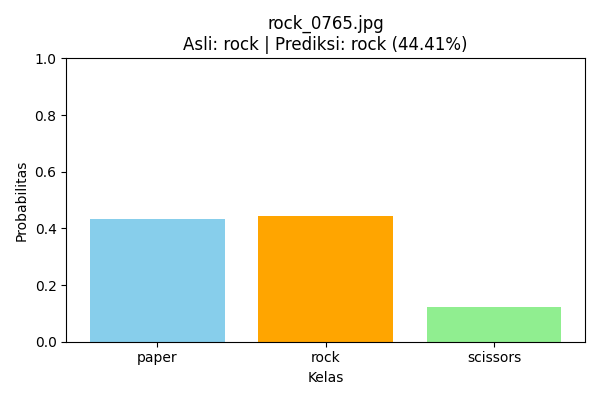 rock_0765.jpg
Asli: rock | Prediksi: rock (44.41%)
1.0
0.8
0.6
0.4
0.2
0.0
Probabilitas
paper rock scissors
Kelas